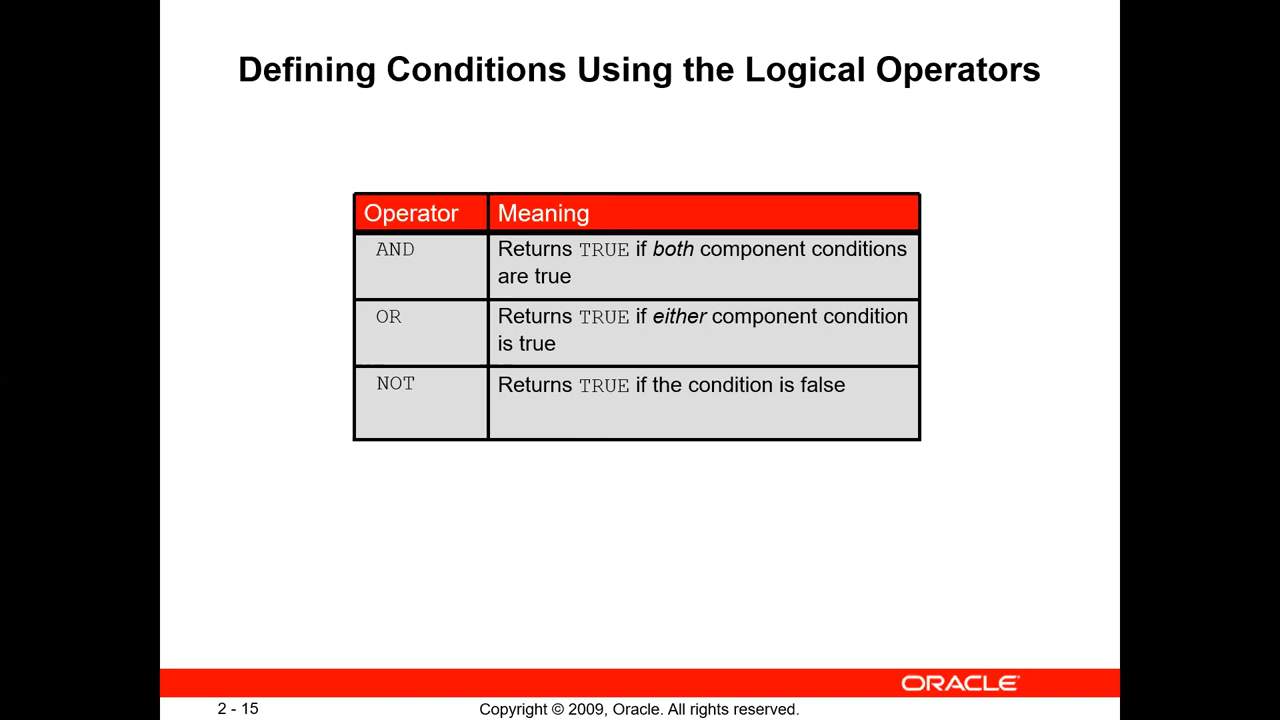 Defining Conditions Using the Logical Operators
Operator Meaning
AND Returns TRUE if both component conditions
are true
OR Returns TRUE if either component condition
is true
NOT Returns TRUE if the condition is false
ORACLE
2 - 15 Copyright © 2009, Oracle. All rights reserved.